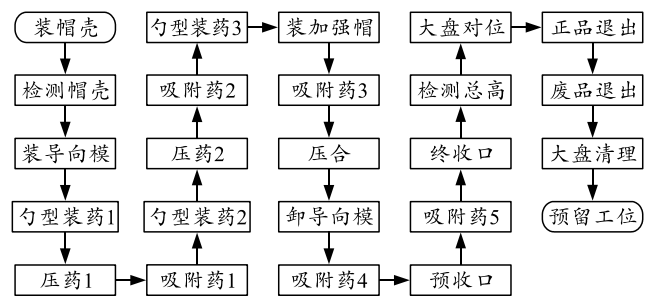 装帽壳
检测帽壳
装导向模
勺型装药1
压药1
吸附药1
勺型装药2
压药2
吸附药2
勺型装药3
装加强帽
吸附药3
压合
卸导向模
吸附药4
预收口
吸附药5
终收口
检测总高
大盘对位
正品退出
废品退出
大盘清理
预留工位